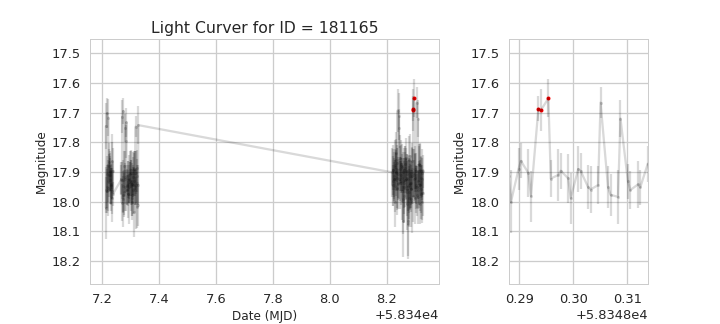 Light Curver for ID = 181165
17.5
17.6
17.7
17.8
17.9
18.0
18.1
18.2
Magnitude
7.2 7.4 7.6 7.8 8.0 8.2
Date (MJD) +5.834e4
17.5
17.6
17.7
17.8
17.9
18.0
18.1
18.2
Magnitude
0.29 0.30 0.31
+5.8348e4